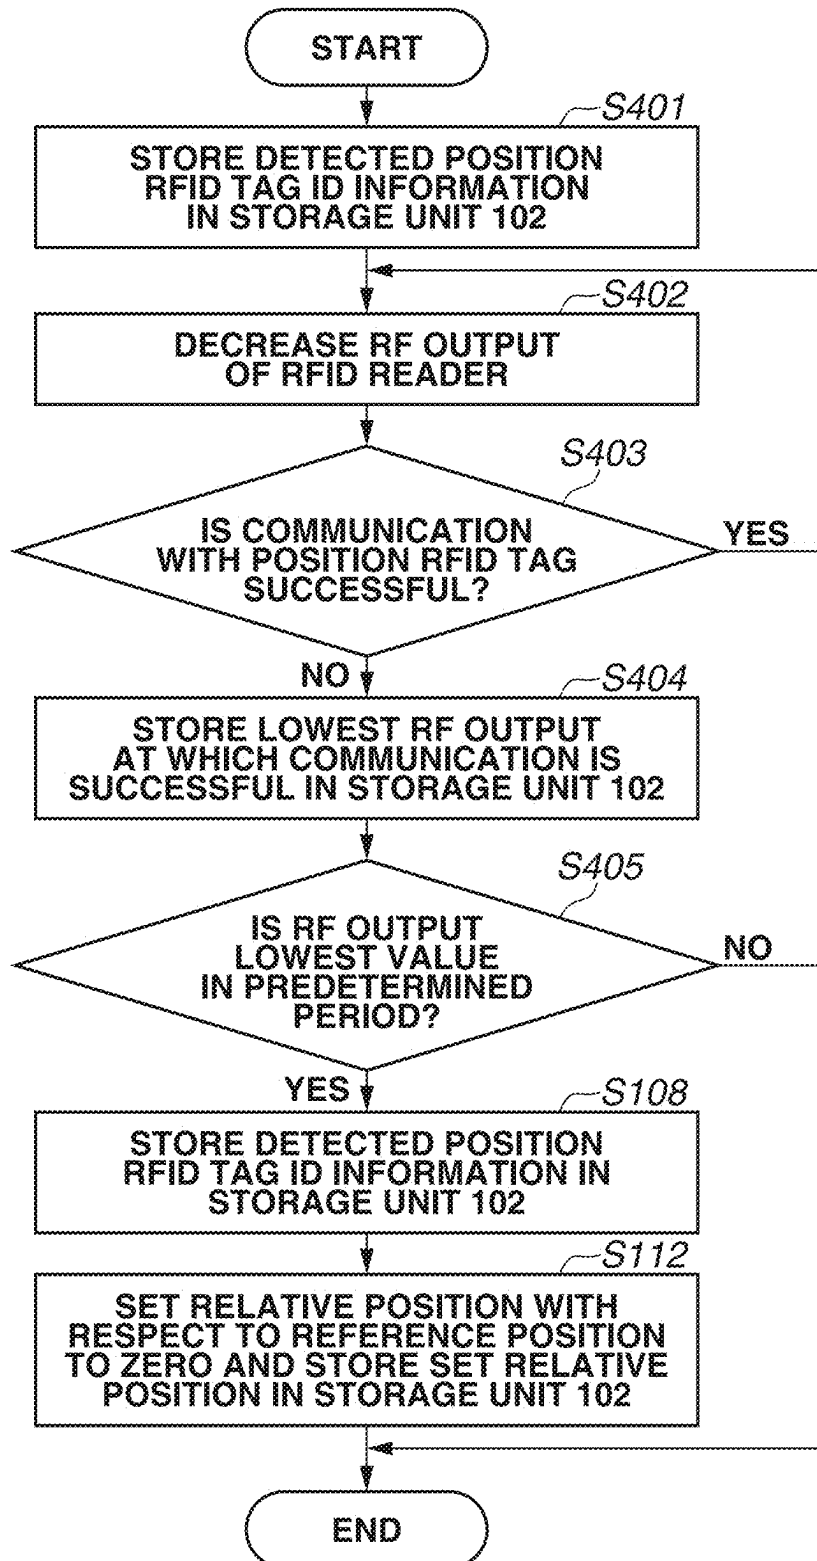 START
S401
STORE DETECTED POSITION
RFID TAG ID INFORMATION
IN STORAGE UNIT 102
S402
DECREASE RF OUTPUT
OF RFID READER
S403
IS COMMUNICATION
WITH POSITION RFID TAG
SUCCESSFUL?
YES
NO
S404
STORE LOWEST RF OUTPUT
AT WHICH COMMUNICATION IS
SUCCESSFUL IN STORAGE UNIT 102
S405
IS RF OUTPUT
LOWEST VALUE
IN PREDETERMINED
PERIOD?
NO
YES
S108
STORE DETECTED POSITION
RFID TAG ID INFORMATION IN
STORAGE UNIT 102
S112
SET RELATIVE POSITION WITH
RESPECT TO REFERENCE POSITION
TO ZERO AND STORE SET RELATIVE
POSITION IN STORAGE UNIT 102
END